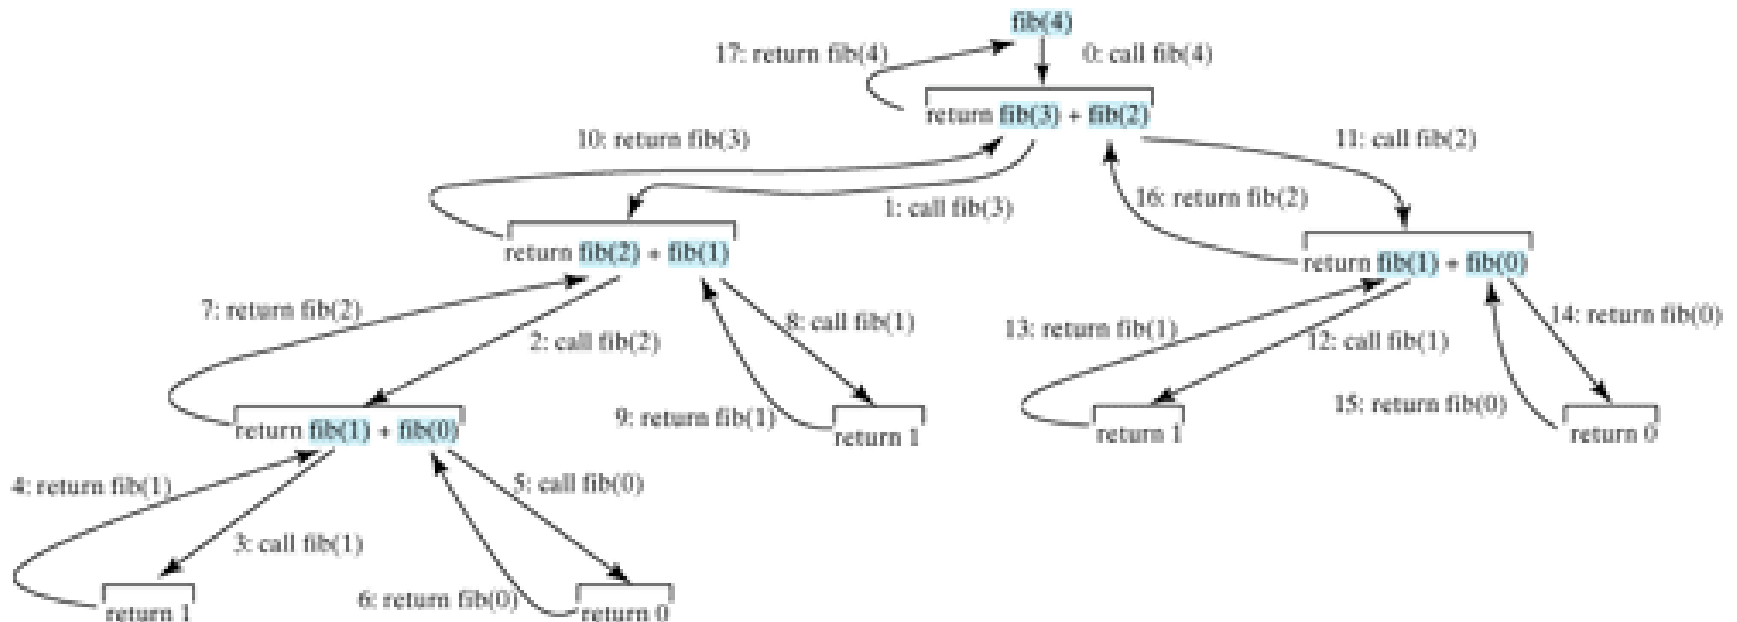 fib(4)
17: return fib(4)
0: call fib(4)
return fib(3) + fib(2)
10: return fib(3)
11: call fib(2)
1: call fib(3)
16: return fib(2)
return fib(2) + fib(1)
return fib(1) + fib(0)
7: return fib(2)
2: call fib(2)
8: call fib(1)
13: return fib(1)
12: call fib(1)
14: return fib(0)
9: return fib(1)
15: return fib(0)
return fib(1) + fib(0)
return 1
return 1
return 0
4: return fib(1)
5: call fib(0)
3: call fib(1)
6: return fib(0)
return 1
return 0